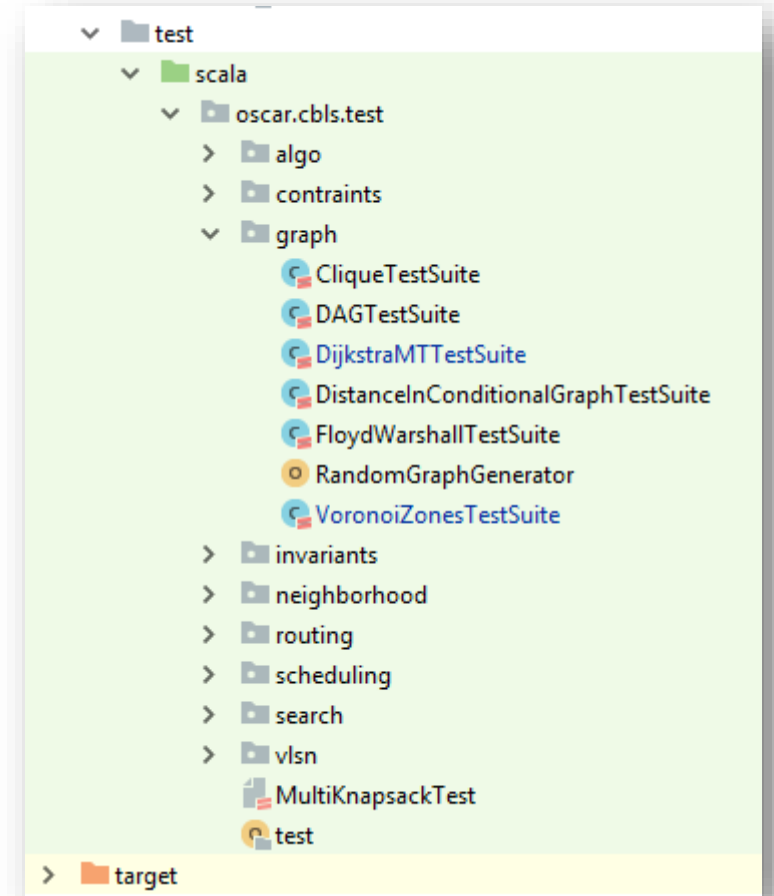 test
scala
oscar.cbls.test
algo
contraints
graph
CliqueTestSuite
DAGTestSuite
DijkstraMTTestSuite
DistanceInConditionalGraphTestSuite
FloydWarshallTestSuite
RandomGraphGenerator
VoronoiZonesTestSuite
invariants
neighborhood
routing
scheduling
search
vlsn
MultiKnapsackTest
test
target